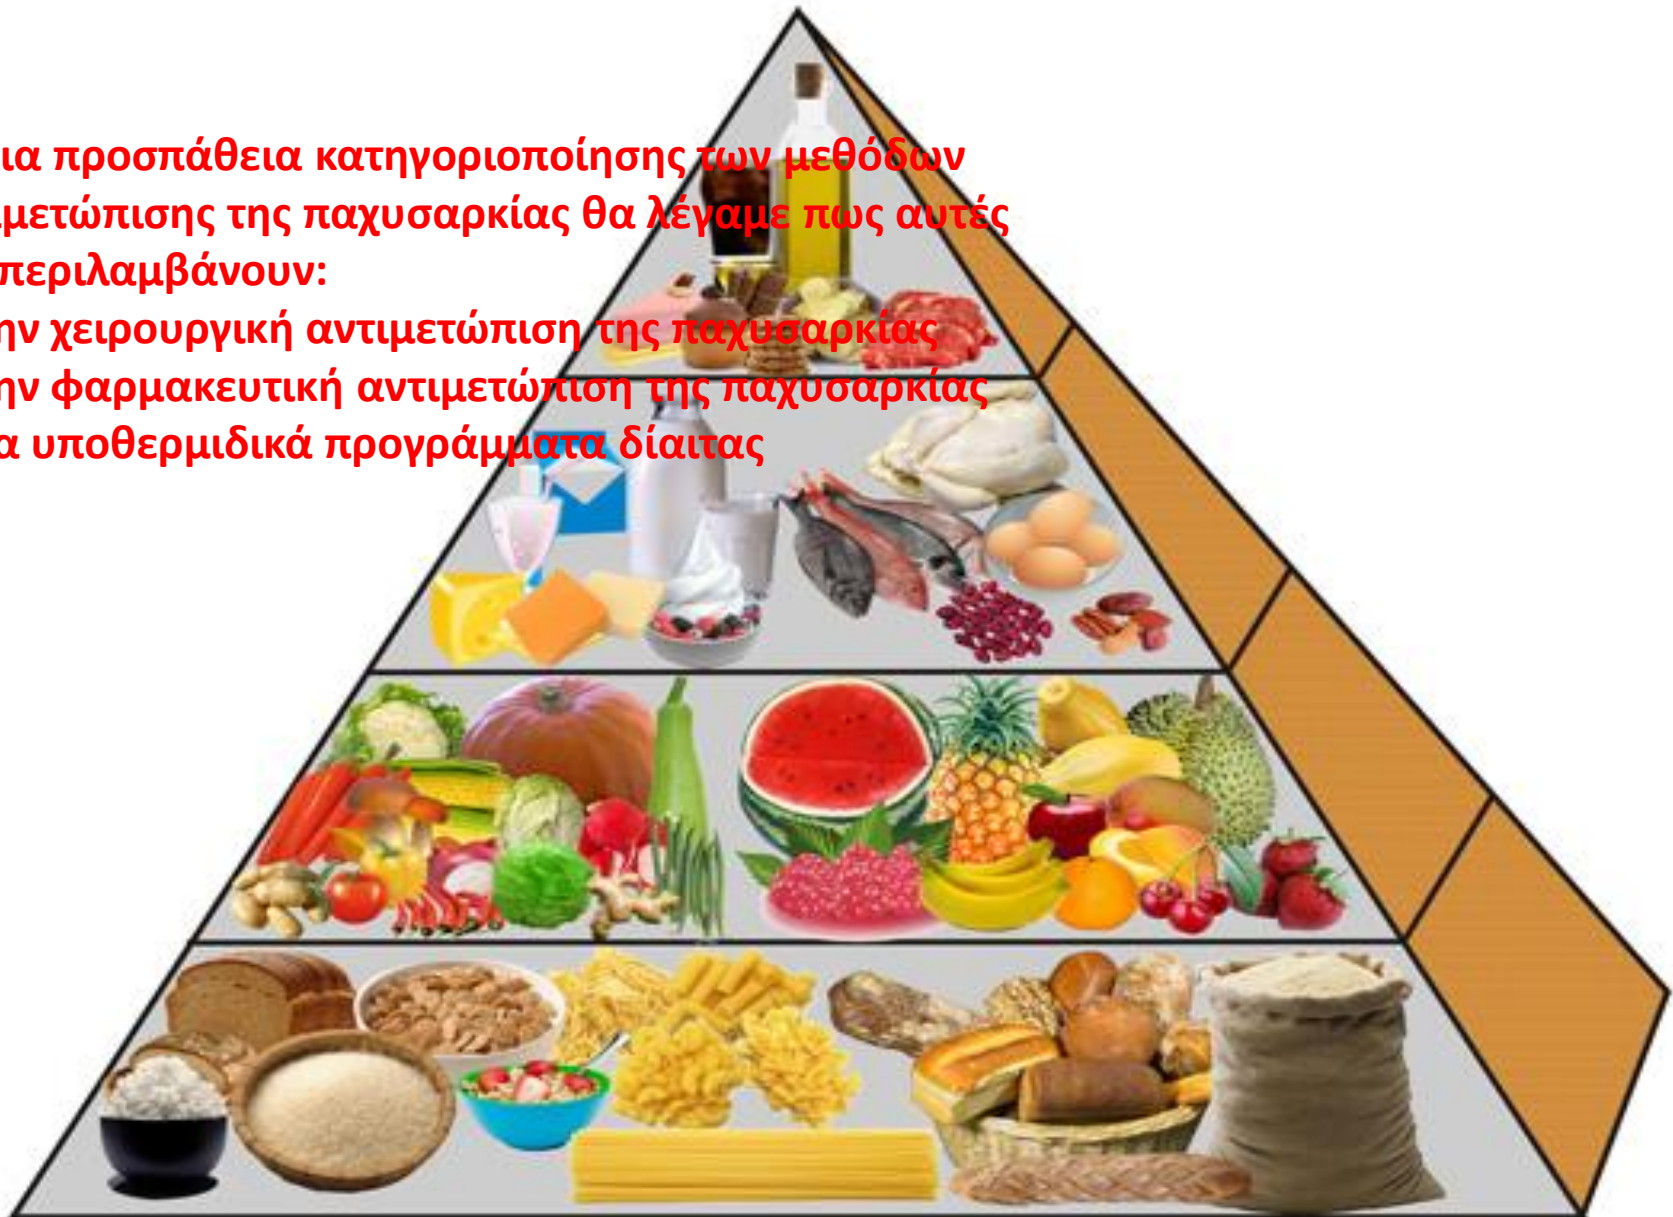 ια προσπάθεια κατηγοριοποίησης των μεθόδων
μετώπισης της παχυσαρκίας θα λέγαμε πως αυτές
περιλαμβάνουν:
ην χειρουργική αντιμετώπιση της παχυσαρκίας
ην φαρμακευτική αντιμετώπιση της παχυσαρκίας
α υποθερμιδικά προγράμματα δίαιτας